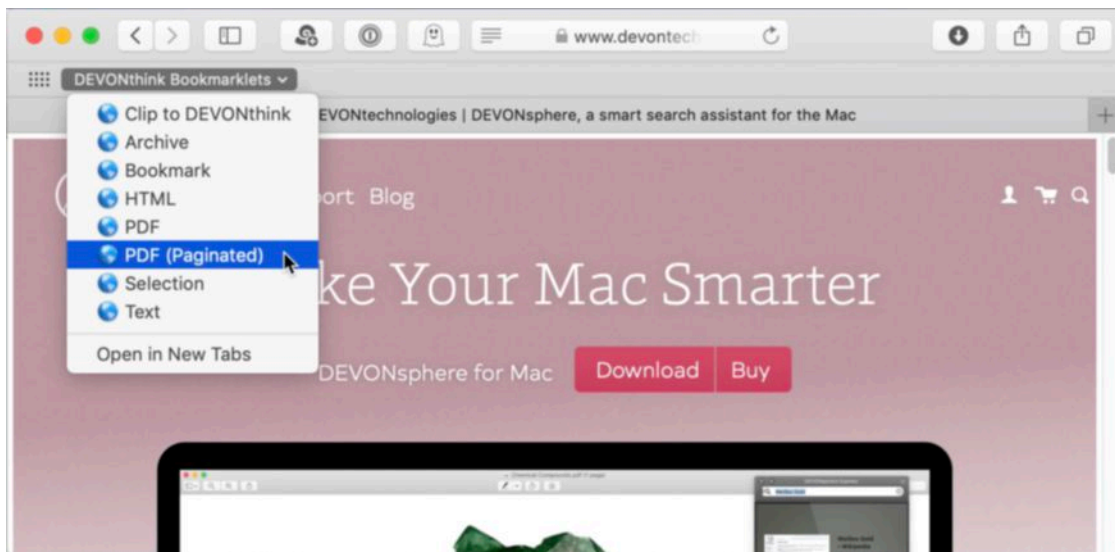 www.devontech
DEVONthink Bookmarklets
EVONtechnologies | DEVONsphere, a smart search assistant for the Mac
Clip to DEVONthink
Archive
Bookmark
HTML
PDF
PDF (Paginated)
Selection
Text
Open in New Tabs
ort Blog
ke Your Mac Smarter
DEVONsphere for Mac Download Buy